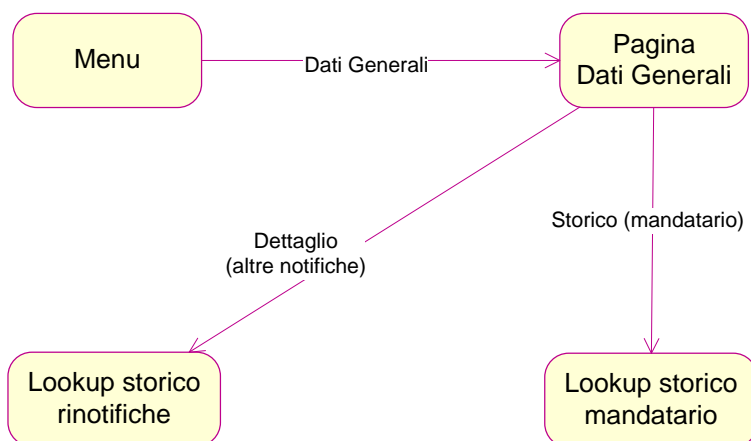 Menu
Dati Generali
Pagina
Dati Generali
Dettaglio
(altre notifiche)
Storico (mandatario)
Lookup storico
rinotifiche
Lookup storico
mandatario